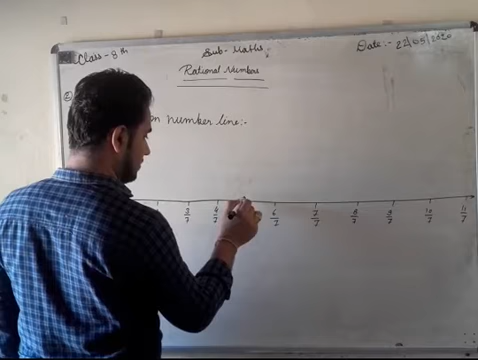 Class - 8th Sub- Maths:
Date :- 22/05/2020
Rational Numbers
on number line:-
3/7 4/7 6/7 7/7 8/7 9/7 10/7 11/7